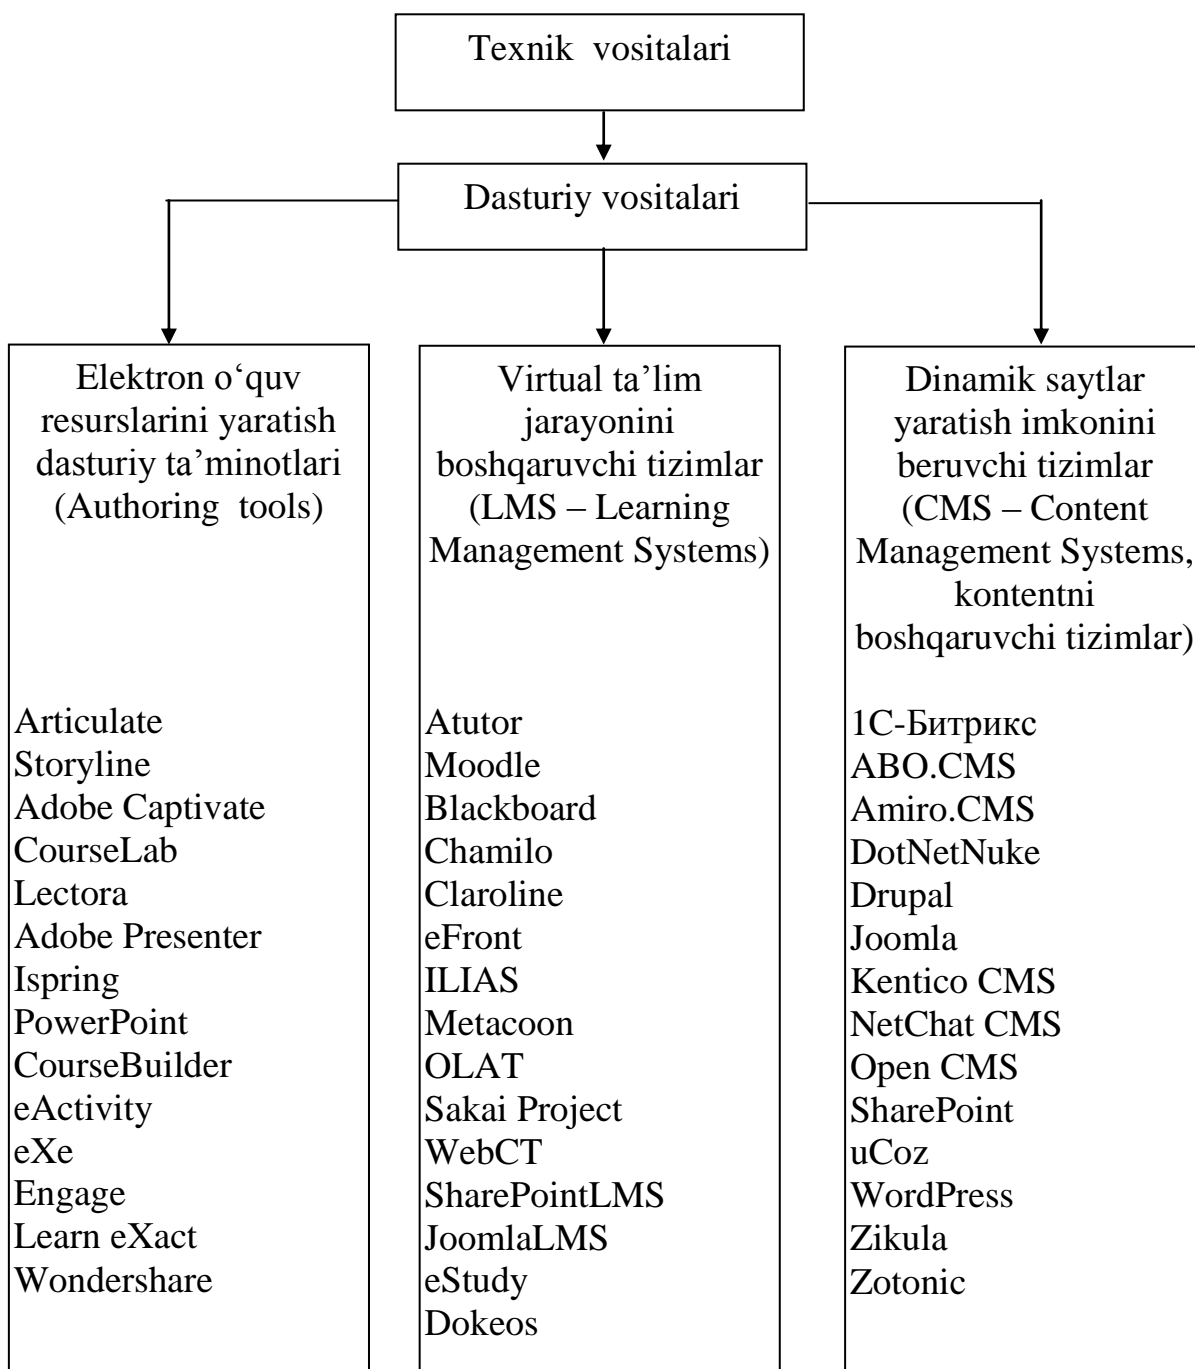 Texnik vositalari
Dasturiy vositalari
Elektron o‘quv
resurslarini yaratish
dasturiy ta’minotlari
(Authoring tools)
Articulate
Storyline
Adobe Captivate
CourseLab
Lectora
Adobe Presenter
Ispring
PowerPoint
CourseBuilder
eActivity
eXe
Engage
Learn eXact
Wondershare
Virtual ta’lim
jarayonini
boshqaruvchi tizimlar
(LMS – Learning
Management Systems)
Atutor
Moodle
Blackboard
Chamilo
Claroline
eFront
ILIAS
Metacoon
OLAT
Sakai Project
WebCT
SharePointLMS
JoomlaLMS
eStudy
Dokeos
Dinamik saytlar
yaratish imkonini
beruvchi tizimlar
(CMS – Content
Management Systems,
kontentni
boshqaruvchi tizimlar)
1С-Битрикс
ABO.CMS
Amiro.CMS
DotNetNuke
Drupal
Joomla
Kentico CMS
NetChat CMS
Open CMS
SharePoint
uCoz
WordPress
Zikula
Zotonic